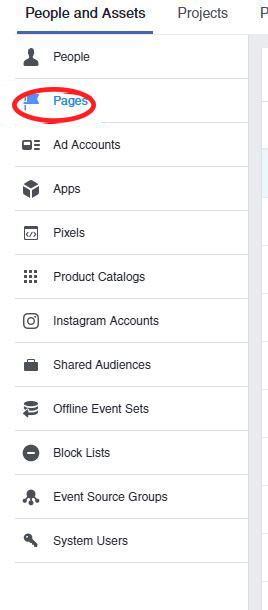 People and Assets Projects P
People
Pages
Ad Accounts
Apps
Pixels
Product Catalogs
Instagram Accounts
Shared Audiences
Offline Event Sets
Block Lists
Event Source Groups
System Users